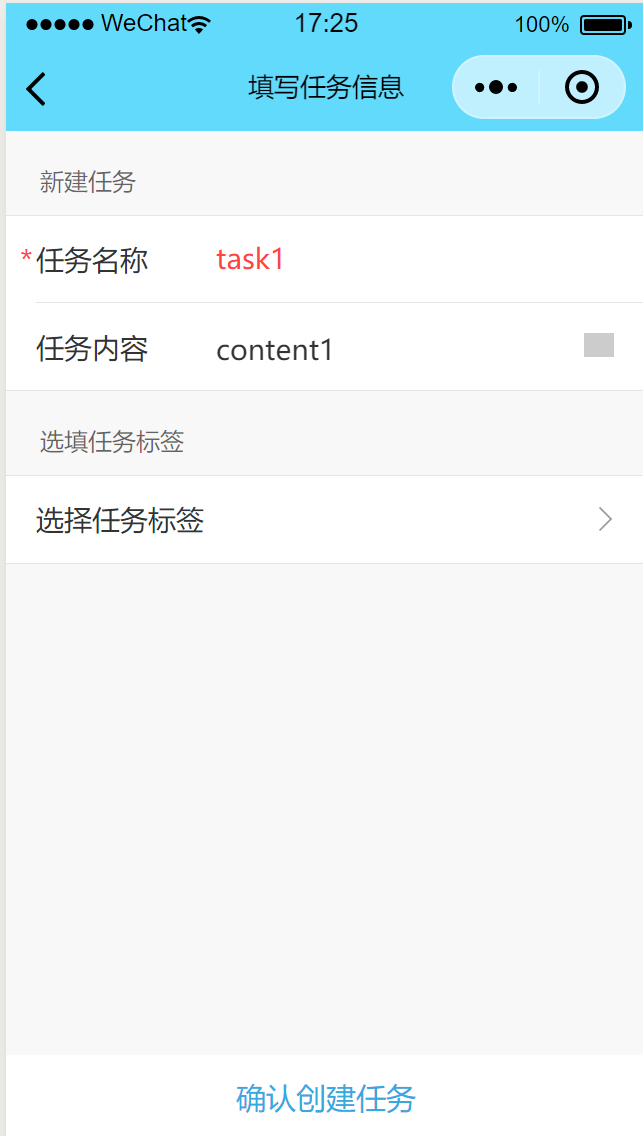 WeChat 17:25 100%
填写任务信息
新建任务
*任务名称 task1
任务内容 content1
选填任务标签
选择任务标签
确认创建任务